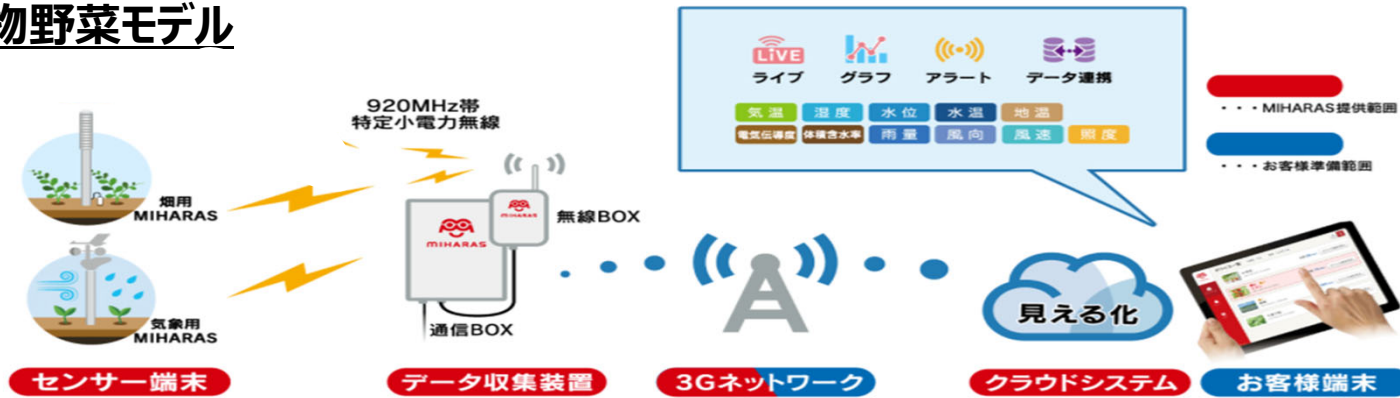 物野菜モデル
920MHz帯
特定小電力無線
畑用
MIHARAS
気象用
MIHARAS
MIHARAS
MIHARAS
無線BOX
通信BOX
LIVE
ライブ
グラフ
アラート
データ連携
気温
湿度
水位
水温
地温
電気伝導度
体積含水率
雨量
風向
風速
照度
・・・MIHARAS提供範囲
・・・お客様準備範囲
見える化
センサー端末
データ収集装置
3Gネットワーク
クラウドシステム
お客様端末